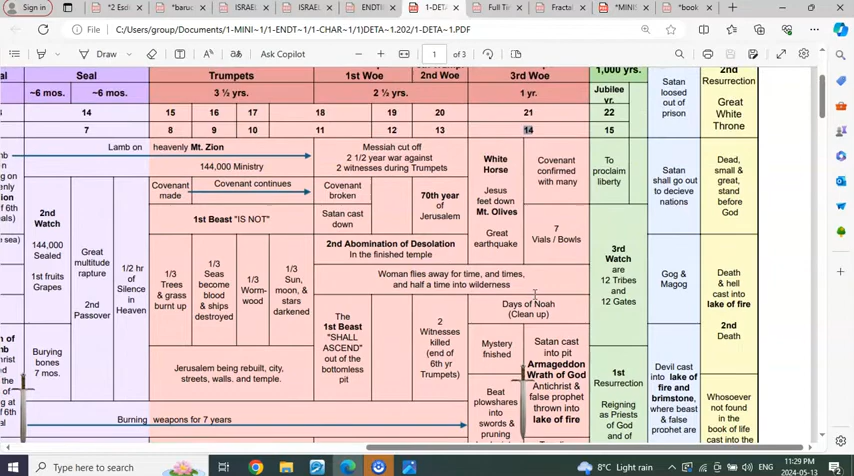 Sign in
*2 Esdi
*baruc
ISRAEL
ISRAEL
ENDTI
1-DETA
Full Tir
Fractal
*MINIS
*book
File
C:/Users/group/Documents/1-MINI~1/1-ENDT~1/1-CHAR~1/1)DETA~1.202/1-DETA~1.PDF
Draw
Ask Copilot
1 of 3
Seal
Trumpets
1st Woe
2nd Woe
3rd Woe
1,000 yrs.
~6 mos.
~6 mos.
3 ½ yrs.
2 ½ yrs.
1 yr.
Jubilee
yr.
14
15
16
17
18
19
20
21
22
7
8
9
10
11
12
13
14
15
Satan
loosed
out of
prison
2nd
Resurrection
Great
White
Throne
Lamb on heavenly Mt. Zion
144,000 Ministry
Messiah cut off
2 1/2 year war against
2 witnesses during Trumpets
White
Horse
Jesus
feet down
Mt. Olives
Great
earthquake
Covenant
confirmed
with many
7
Vials / Bowls
To
proclaim
liberty
Satan
shall go out
to decieve
nations
Dead,
small &
great,
stand
before
God
Covenant
made
Covenant continues
Covenant
broken
Satan cast
down
70th year
of
Jerusalem
2nd
Watch
144,000
Sealed
1st fruits
Grapes
Great
multitude
rapture
2nd
Passover
1/2 hr
of
Silence
in
Heaven
1st Beast "IS NOT"
1/3
Trees
& grass
burnt up
1/3
Seas
become
blood
& ships
destroyed
1/3
Worm-
wood
1/3
Sun,
moon, &
stars
darkened
2nd Abomination of Desolation
In the finished temple
Woman flies away for time, and times,
and half a time into wilderness
3rd
Watch
are
12 Tribes
and
12 Gates
Gog &
Magog
Death
& hell
cast into
lake of
fire
2nd
Death
Days of Noah
(Clean up)
The
1st Beast
"SHALL
ASCEND"
out of the
bottomless
pit
2
Witnesses
killed
(end of
6th
Trumpets)
Mystery
fnished
Satan cast
into pit
Armageddon
Wrath of God
Antichrist &
false prophet
thrown into
lake of fire
Burying
bones
7 mos.
Jerusalem being rebuilt, city,
streets, walls, and temple.
1st
Resurrection
Reigning
as Priests
of God
and of
Devil cast
into lake of
fire and
brimstone,
where beast
& false
prophet are
Whosoever
not found
in the
book of life
cast into the
Beat
plowshares
into
swords &
pruning
Burning weapons for 7 years
Type here to search
8°C Light rain
ENG
11:29 PM
2024-05-13